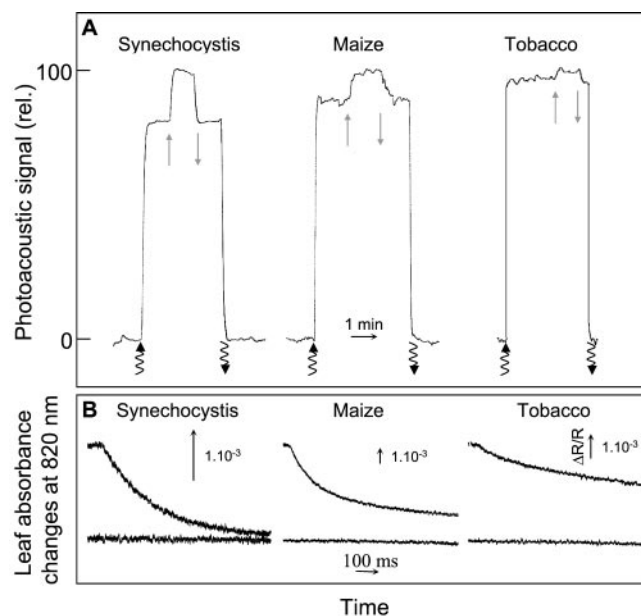 A
Synechocystis Maize Tobacco
100
Photoacoustic signal (rel.)
1 min
0
B
Synechocystis Maize Tobacco
1.10-3 1.10-3 ΔR/R 1.10-3
Leaf absorbance
changes at 820 nm
100 ms
Time